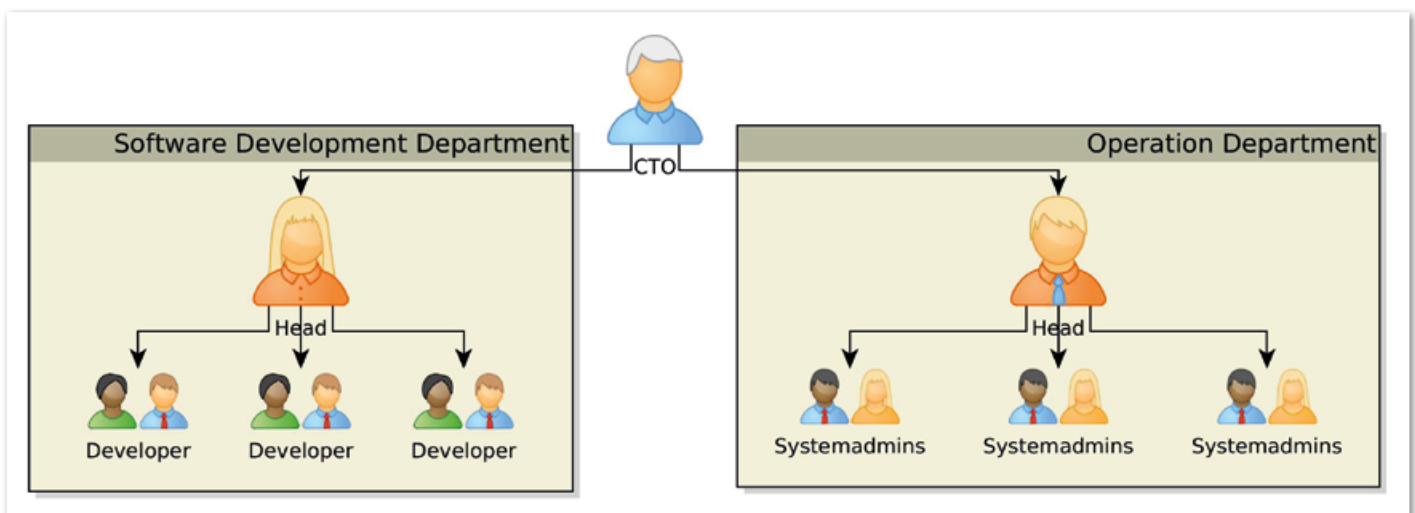 Software Development Department
Operation Department
CTO
Head
Head
Developer
Developer
Developer
Systemadmins
Systemadmins
Systemadmins